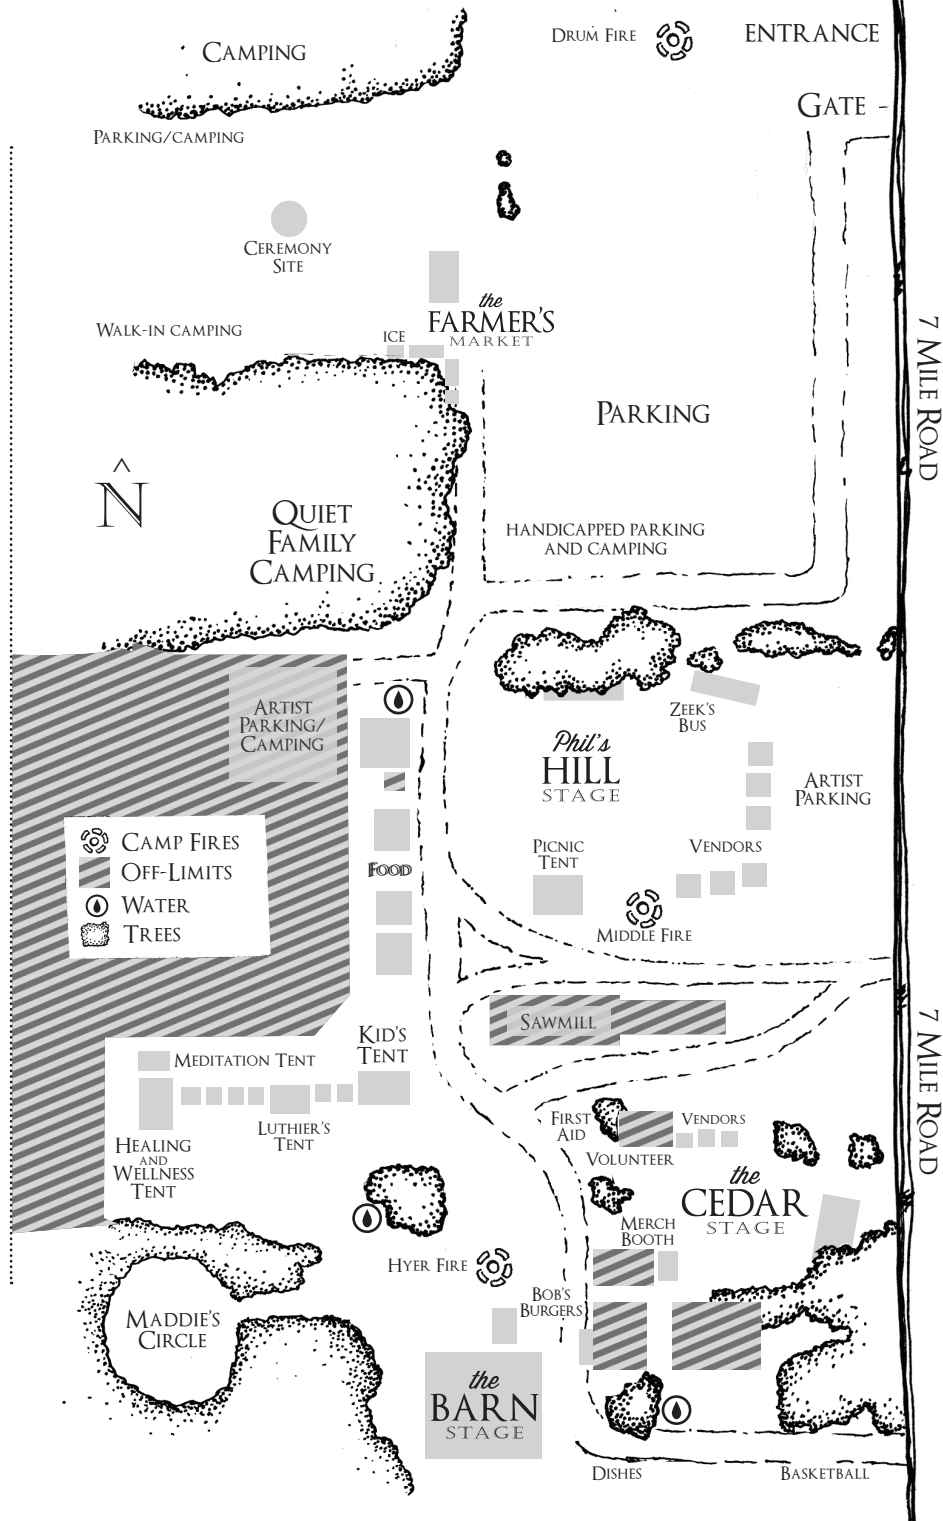 Camping
Drum Fire
ENTRANCE
Gate -
Parking/camping
Ceremony
Site
the
FARMER'S
MARKET
Walk-in camping
ICE
7 Mile Road
Parking
N
Quiet
Family
Camping
Handicapped Parking
and Camping
Artist
Parking/
Camping
Zeek's
Bus
Phil's
HILL
STAGE
Artist
Parking
Camp Fires
Off-Limits
Water
Trees
Food
Picnic
Tent
Vendors
Middle Fire
Sawmill
7 Mile Road
Kid's
Tent
Meditation Tent
Luthier's
Tent
Healing
and
Wellness
Tent
First
Aid
Vendors
Volunteer
the
CEDAR
STAGE
Merch
Booth
Hyer Fire
Bob's
Burgers
Maddie's
Circle
the
BARN
STAGE
Dishes
Basketball